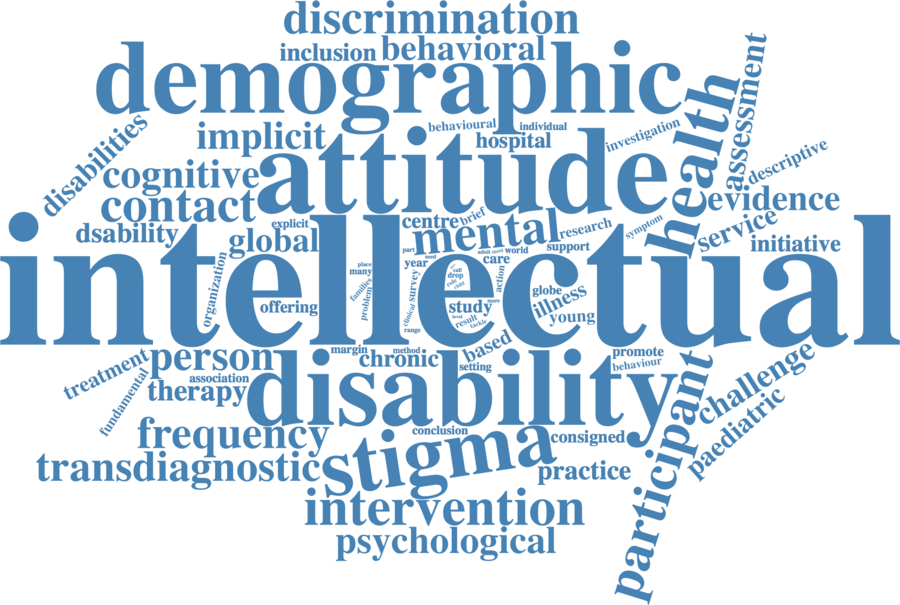 discrimination
inclusion behavioral
demographic
assessment
health
disabilities
implicit
behavioural individual
hospital
investigation
attitude
descriptive
cognitive
contact
evidence
explicit
centre brief
dsability
global
mental
research
symptom
service
initiative
support
intellectual
part
need
adult
world
year
care
place
many
families
problem
survey
clinical
range
call
drop
role
child
action
organization
offering
study
more
level
result
tackle
globe
illness
young
based
margin
method
chronic
setting
promote
behaviour
treatment
person
association
therapy
fundamental
disability
participant
challenge
paediatric
frequency
conclusion
consigned
transdiagnostic
stigma
practice
intervention
psychological